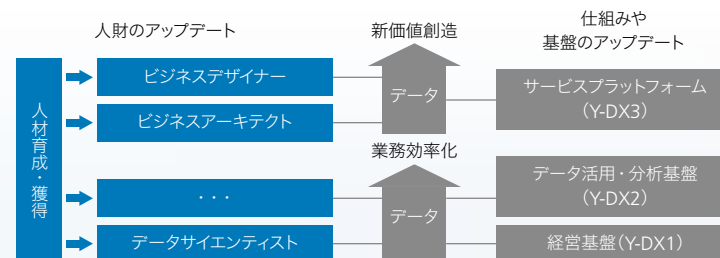 人財のアップデート
新価値創造
仕組みや
基盤のアップデート
人材育成・獲得
ビジネスデザイナー
データ
サービスプラットフォーム
（Y-DX3）
ビジネスアーキテクト
業務効率化
・・・
データ活用・分析基盤
（Y-DX2）
データ
データサイエンティスト
経営基盤（Y-DX1）